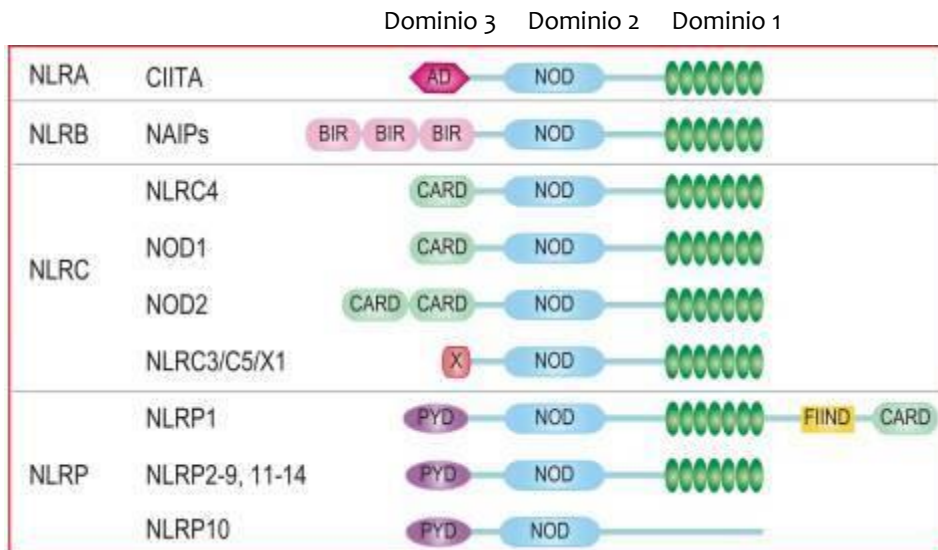 Dominio 3 Dominio 2 Dominio 1
NLRA CIITA AD NOD
NLRB NAIPs BIR BIR BIR NOD
NLRC4 CARD NOD
NOD1 CARD NOD
NLRC
NOD2 CARD CARD NOD
NLRC3/C5/X1 X NOD
NLRP1 PYD NOD FIIND CARD
NLRP NLRP2-9, 11-14 PYD NOD
NLRP10 PYD NOD